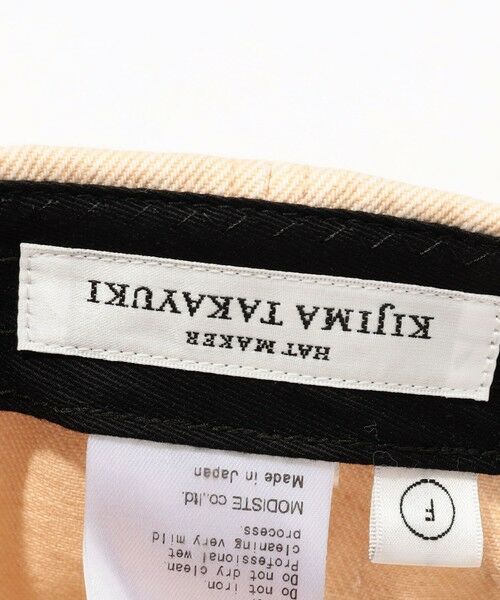 HAT MAKER
KIJIMA TAKAYUKI
F
Do not iron.
Do not dry clean.
Professional wet
cleaning very mild
process.
MODISTE co.,ltd.
Made in Japan